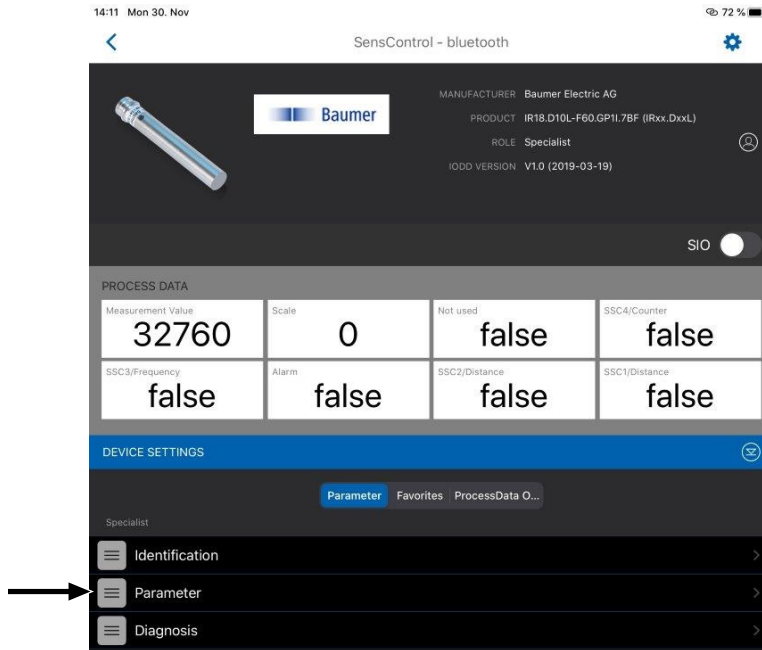 14:11 Mon 30. Nov
72 %
SensControl - bluetooth
Baumer
MANUFACTURER Baumer Electric AG
PRODUCT IR18.D10L-F60.GP1I.7BF (IRxx.DxxL)
ROLE Specialist
IODD VERSION V1.0 (2019-03-19)
SIO
PROCESS DATA
Measurement Value
32760
Scale
0
Not used
false
SSC4/Counter
false
SSC3/Frequency
false
Alarm
false
SSC2/Distance
false
SSC1/Distance
false
DEVICE SETTINGS
Parameter Favorites ProcessData O...
Specialist
Identification
Parameter
Diagnosis